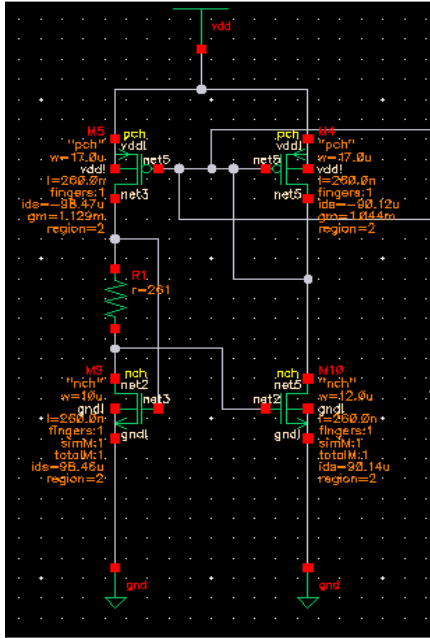 vdd
M5
"pch"
w=17.0u
l=260.0n
fingers:1
ids=-98.47u
gm=1.129m
region=2
pch
vdd!
vdd!
net5
net3
M4
"pch"
w=17.0u
l=260.0n
fingers:1
ids=-90.12u
gm=1.044m
region=2
pch
vdd!
vdd!
net5
net5
R1
r=261
M9
"nch"
w=10u
l=260.0n
fingers:1
simM:1
totalM:1
ids=98.46u
region=2
nch
net2
net3
gnd!
gnd!
M10
"nch"
w=12.0u
l=260.0n
fingers:1
simM:1
totalM:1
ids=90.14u
region=2
nch
net5
net2
gnd!
gnd!
gnd
gnd